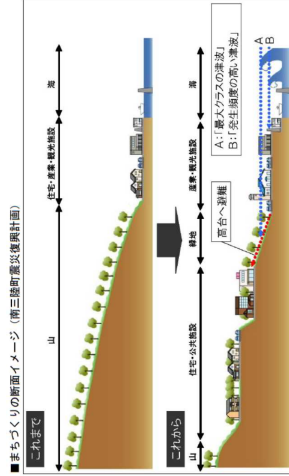 ■まちづくりの断面イメージ（南三陸町震災復興計画）
これまで
山
住宅・産業・観光施設
海
これから
山
住宅・公共施設
緑地
産業・観光施設
海
高台へ避難
A:「最大クラスの津波」
B:「発生頻度の高い津波」
A
B